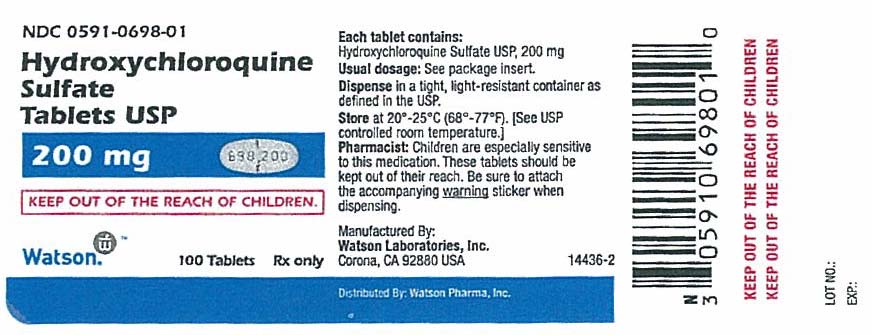 NDC 0591-0698-01
Hydroxychloroquine
Sulfate
Tablets USP
200 mg
698 200
KEEP OUT OF THE REACH OF CHILDREN.
Watson.™
100 Tablets Rx only
Each tablet contains:
Hydroxychloroquine Sulfate USP, 200 mg
Usual dosage: See package insert.
Dispense in a tight, light-resistant container as
defined in the USP.
Store at 20°-25°C (68°-77°F). [See USP
controlled room temperature.]
Pharmacist: Children are especially sensitive
to this medication. These tablets should be
kept out of their reach. Be sure to attach
the accompanying warning sticker when
dispensing.
Manufactured By:
Watson Laboratories, Inc.
Corona, CA 92880 USA 14436-2
Distributed By: Watson Pharma, Inc.
N
3 05910 69801 0
KEEP OUT OF THE REACH OF CHILDREN
KEEP OUT OF THE REACH OF CHILDREN
LOT NO.:
EXP.: